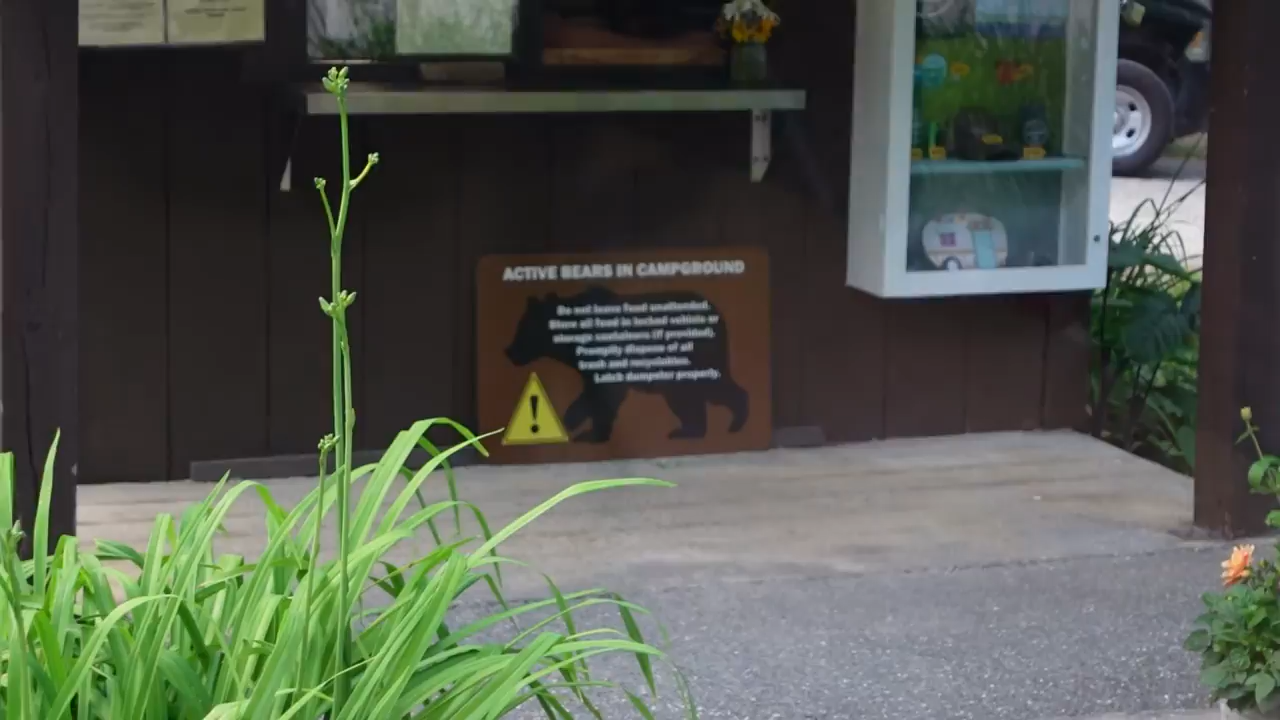 ACTIVE BEARS IN CAMPGROUND
Do not leave food unattended.
Store all food in locked vehicle or
storage containers (if provided).
Promptly dispose of all
trash and recyclables.
Latch dumpster properly.